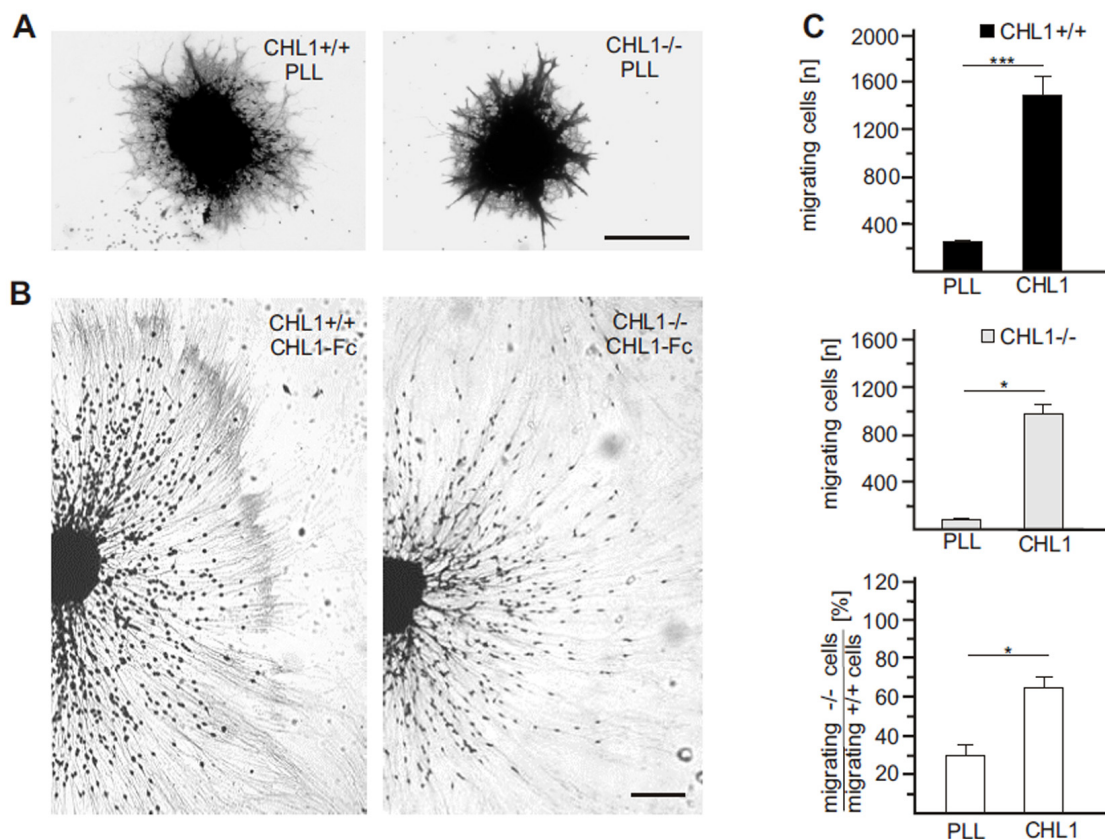 A
CHL1+/+
PLL
CHL1-/-
PLL
B
CHL1+/+
CHL1-Fc
CHL1-/-
CHL1-Fc
C
CHL1+/+
migrating cells [n]
2000
1600
1200
800
400
***
PLL CHL1
CHL1-/-
migrating cells [n]
1600
1200
800
400
*
PLL CHL1
migrating -/- cells
migrating +/+ cells
[%]
120
100
80
60
30
20
*
PLL CHL1